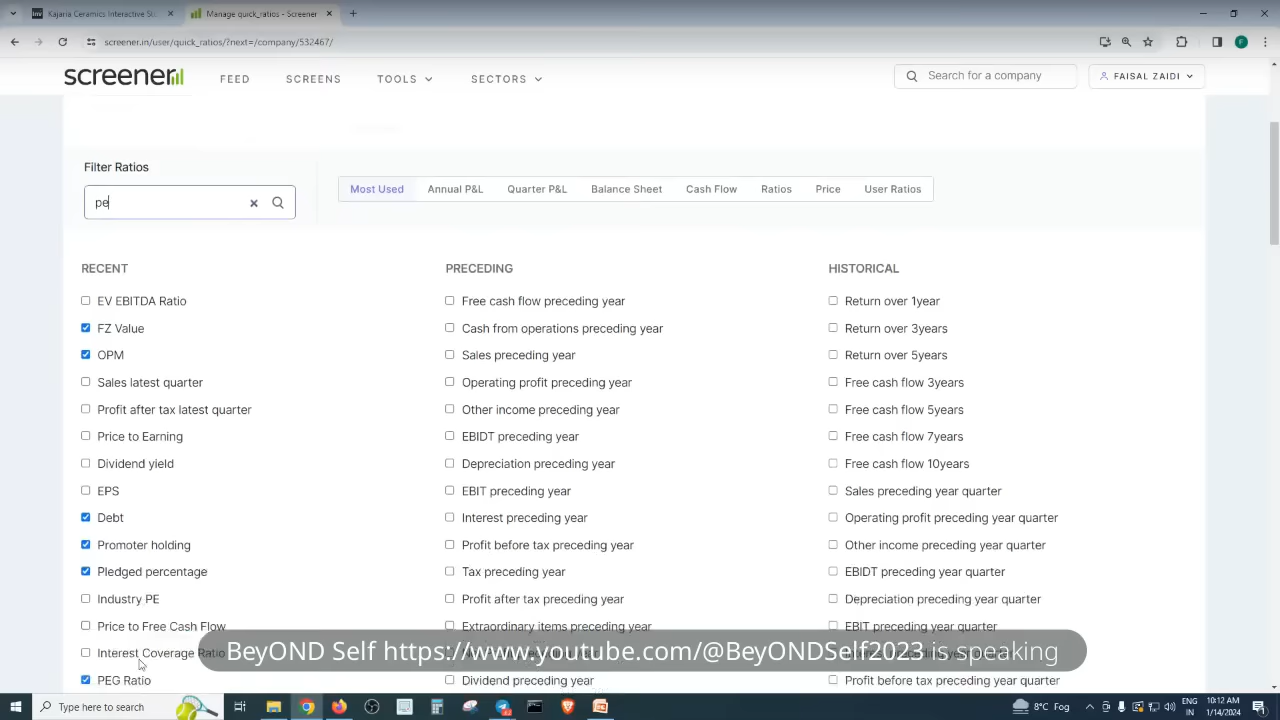 Kajaria Ceramics Interactive St
Manage quick_ratios - Screener
screener.in/quick_ratios/?next=/company/532467/
screener
FEED
SCREENS
TOOLS
SECTORS
Search for a company
FAISAL ZAIDI
Filter Ratios
pe
Most Used
Annual P&L
Quarter P&L
Balance Sheet
Cash Flow
Ratios
Price
User Ratios
RECENT
EV EBITDA Ratio
FZ Value
OPM
Sales latest quarter
Profit after tax latest quarter
Price to Earning
Dividend yield
EPS
Debt
Promoter holding
Pledged percentage
Industry PE
Price to Free Cash Flow
Interest Coverage Ratio
PEG Ratio
PRECEDING
Free cash flow preceding year
Cash from operations preceding year
Sales preceding year
Operating profit preceding year
Other income preceding year
EBIDT preceding year
Depreciation preceding year
EBIT preceding year
Interest preceding year
Profit before tax preceding year
Tax preceding year
Profit after tax preceding year
Extraordinary items preceding year
Dividend preceding year
HISTORICAL
Return over 1year
Return over 3years
Return over 5years
Free cash flow 3years
Free cash flow 5years
Free cash flow 7years
Free cash flow 10years
Sales preceding year quarter
Operating profit preceding year quarter
Other income preceding year quarter
EBIDT preceding year quarter
Depreciation preceding year quarter
EBIT preceding year quarter
Profit before tax preceding year quarter
BeyOND Self https://www.youtube.com/@BeyONDSelf2023 is speaking
Type here to search
8°C Fog
ENG
IN
10:12 AM
1/14/2024